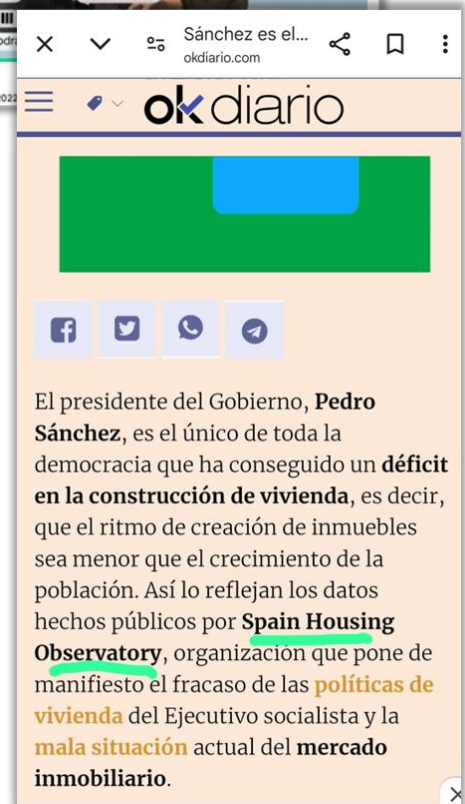 Sánchez es el...
okdiario.com
okdiario
El presidente del Gobierno, Pedro
Sánchez, es el único de toda la
democracia que ha conseguido un déficit
en la construcción de vivienda, es decir,
que el ritmo de creación de inmuebles
sea menor que el crecimiento de la
población. Así lo reflejan los datos
hechos públicos por Spain Housing
Observatory, organización que pone de
manifiesto el fracaso de las políticas de
vivienda del Ejecutivo socialista y la
mala situación actual del mercado
inmobiliario.